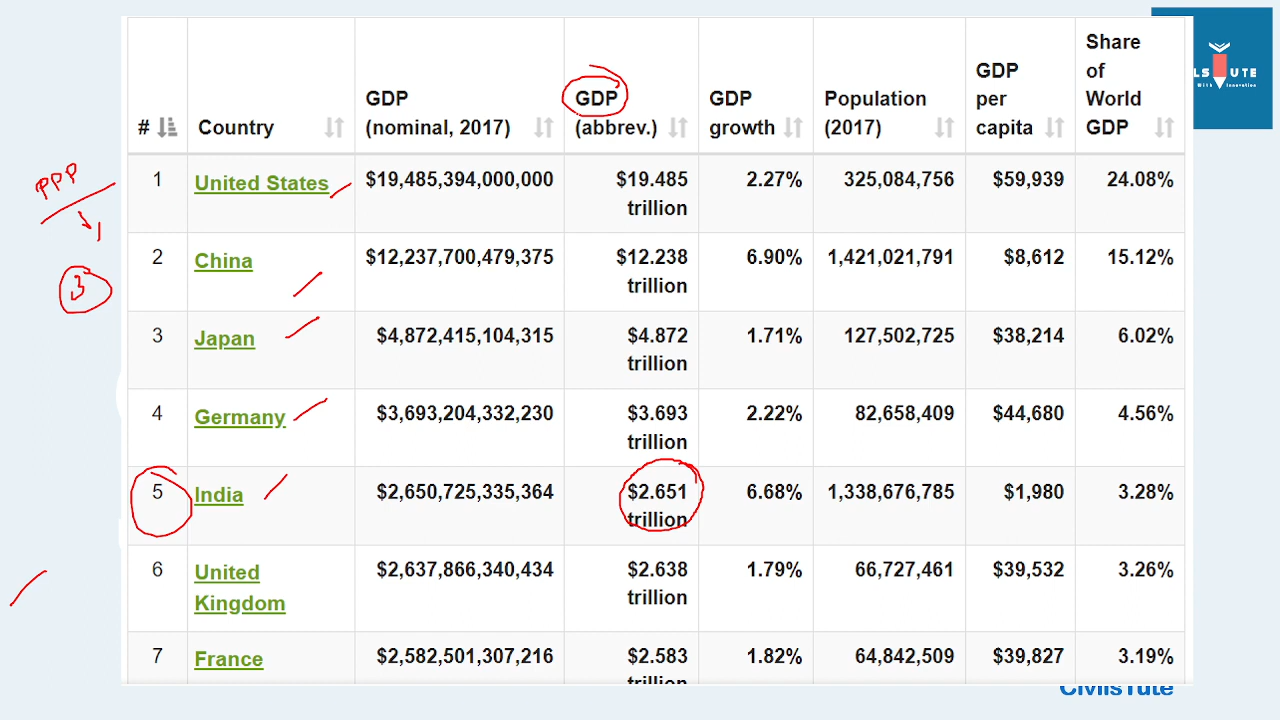 # Country GDP (nominal, 2017) GDP (abbrev.) GDP growth Population (2017) GDP per capita Share of World GDP
1 United States $19,485,394,000,000 $19.485 trillion 2.27% 325,084,756 $59,939 24.08%
2 China $12,237,700,479,375 $12.238 trillion 6.90% 1,421,021,791 $8,612 15.12%
3 Japan $4,872,415,104,315 $4.872 trillion 1.71% 127,502,725 $38,214 6.02%
4 Germany $3,693,204,332,230 $3.693 trillion 2.22% 82,658,409 $44,680 4.56%
5 India $2,650,725,335,364 $2.651 trillion 6.68% 1,338,676,785 $1,980 3.28%
6 United Kingdom $2,637,866,340,434 $2.638 trillion 1.79% 66,727,461 $39,532 3.26%
7 France $2,582,501,307,216 $2.583 trillion 1.82% 64,842,509 $39,827 3.19%
PPP
1
3
LS UTE
With Innovation
CivilsTute